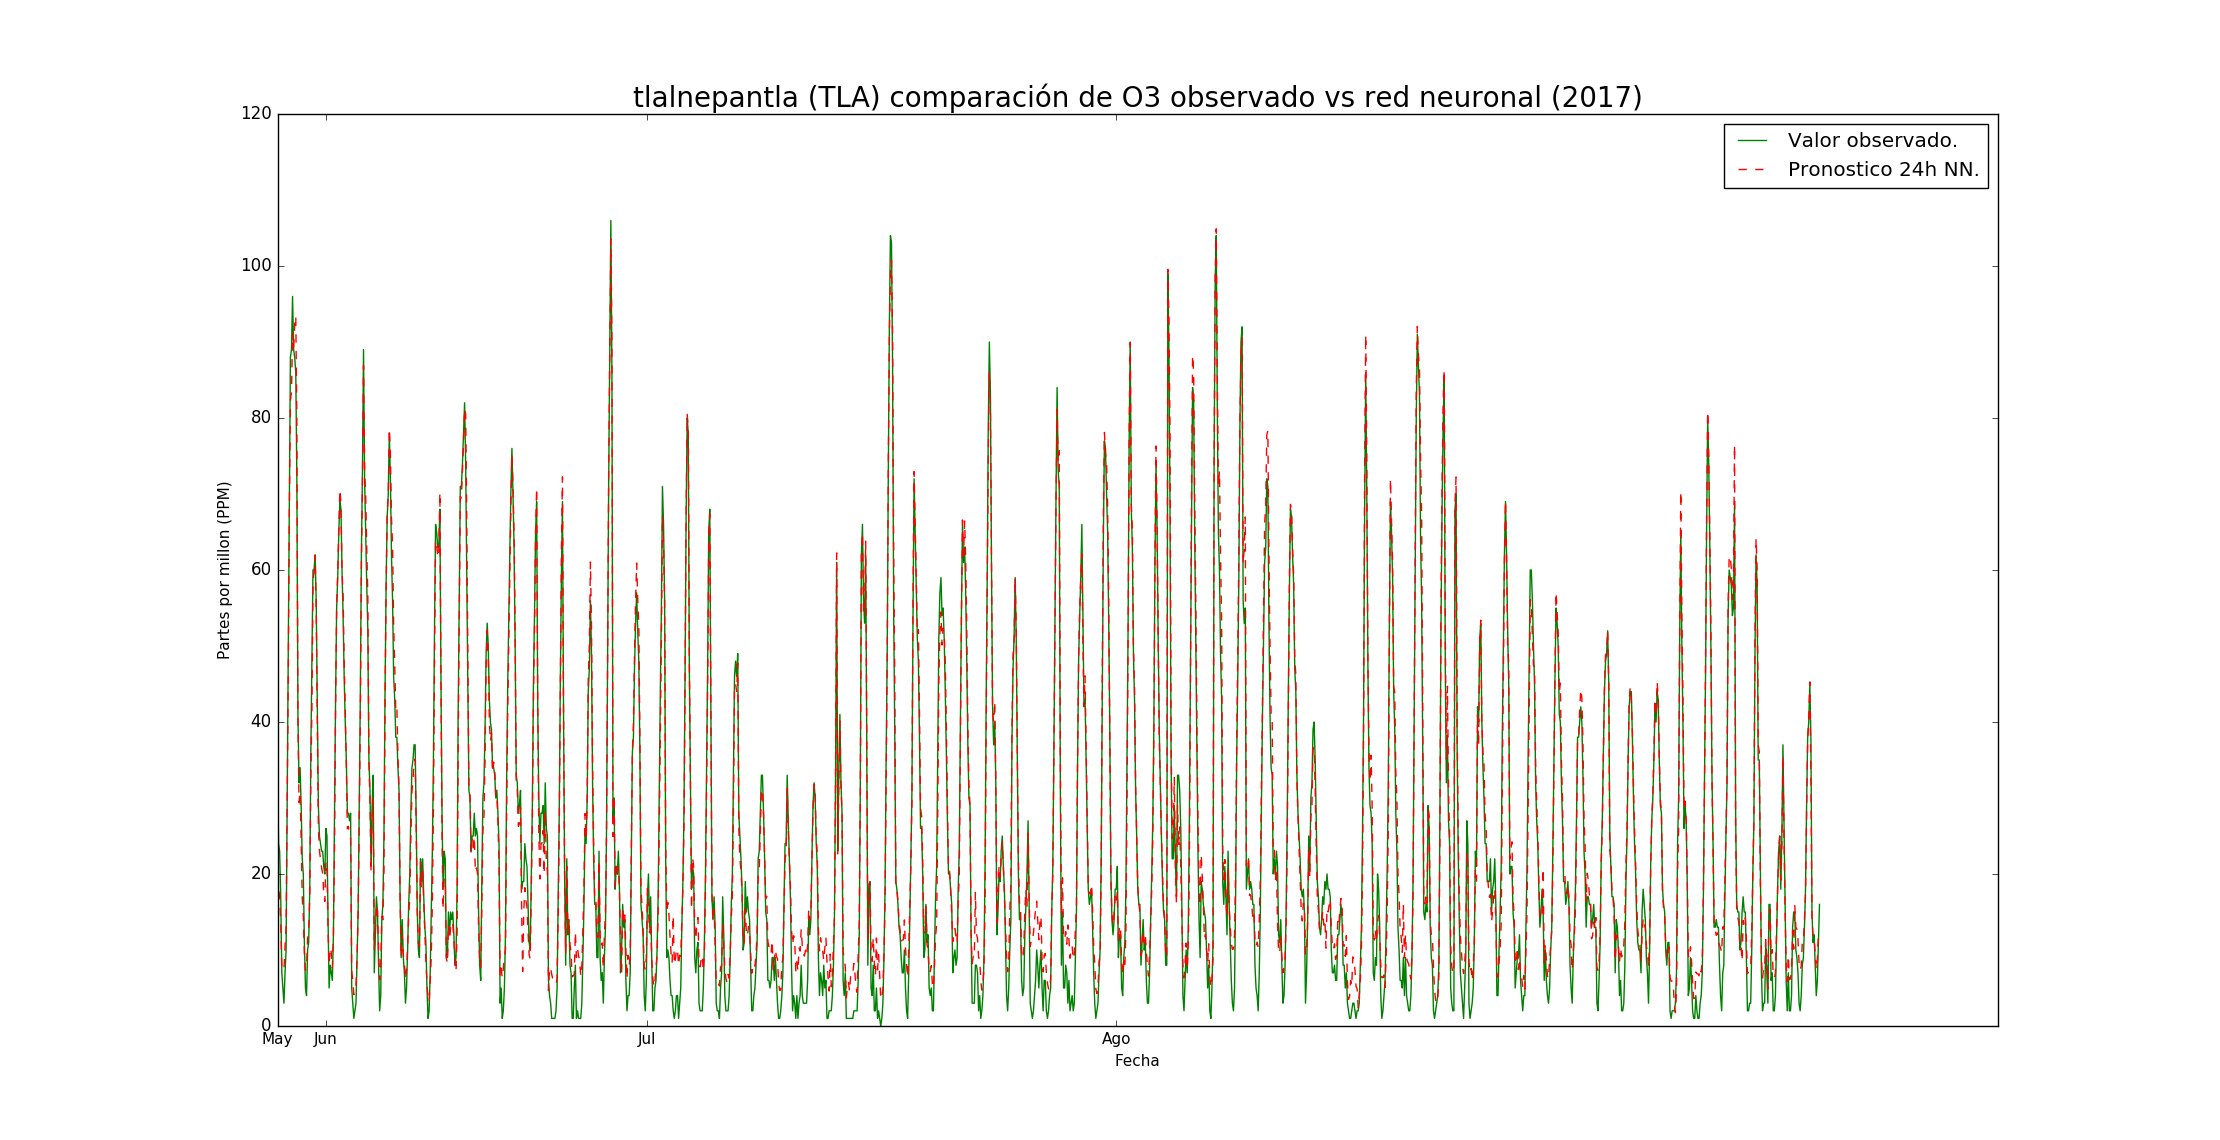 tlalnepantla (TLA) comparación de O3 observado vs red neuronal (2017)
120
100
80
60
40
20
0
Partes por millon (PPM)
Valor observado.
Pronostico 24h NN.
May Jun Jul Ago
Fecha